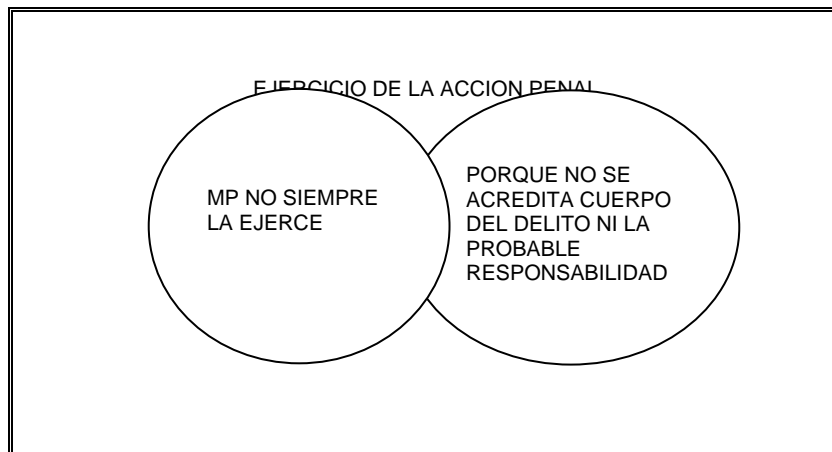 EJERCICIO DE LA ACCION PENAL
MP NO SIEMPRE
LA EJERCE
PORQUE NO SE
ACREDITA CUERPO
DEL DELITO NI LA
PROBABLE
RESPONSABILIDAD